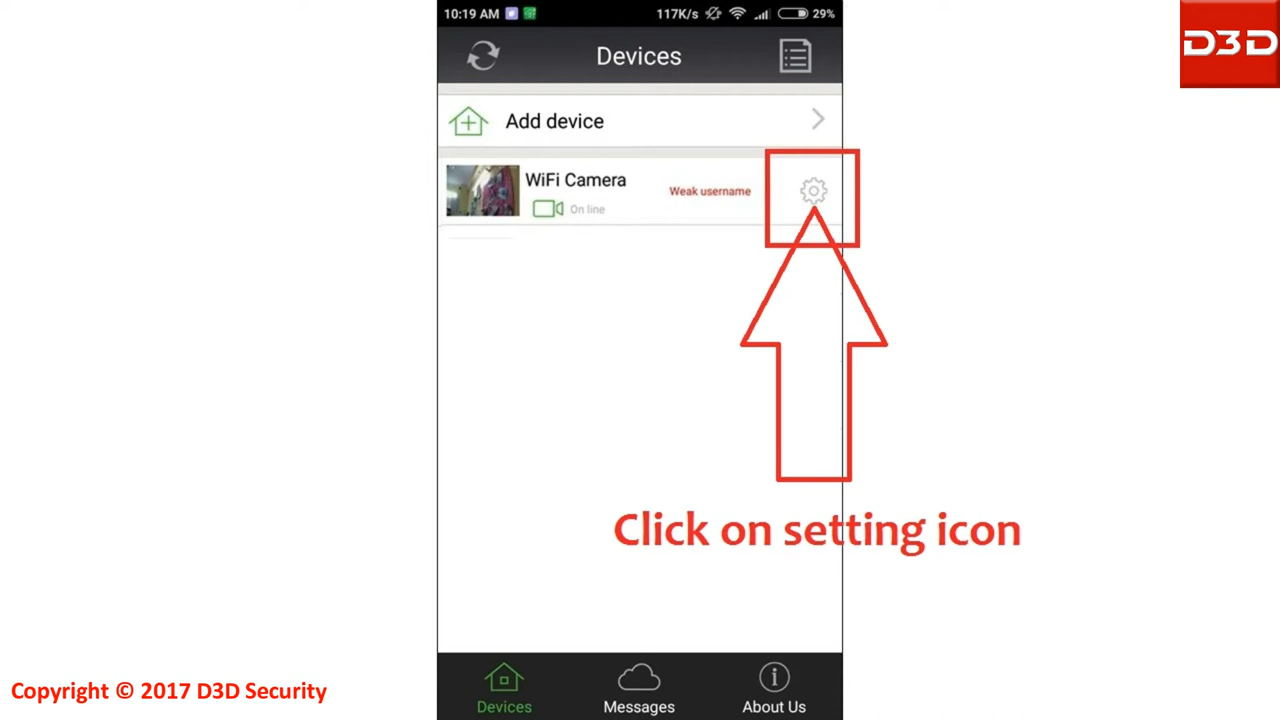 10:19 AM 117K/s 29%
D3D
Devices
Add device
WiFi Camera
Weak username
On line
Click on setting icon
Copyright © 2017 D3D Security
Devices Messages About Us